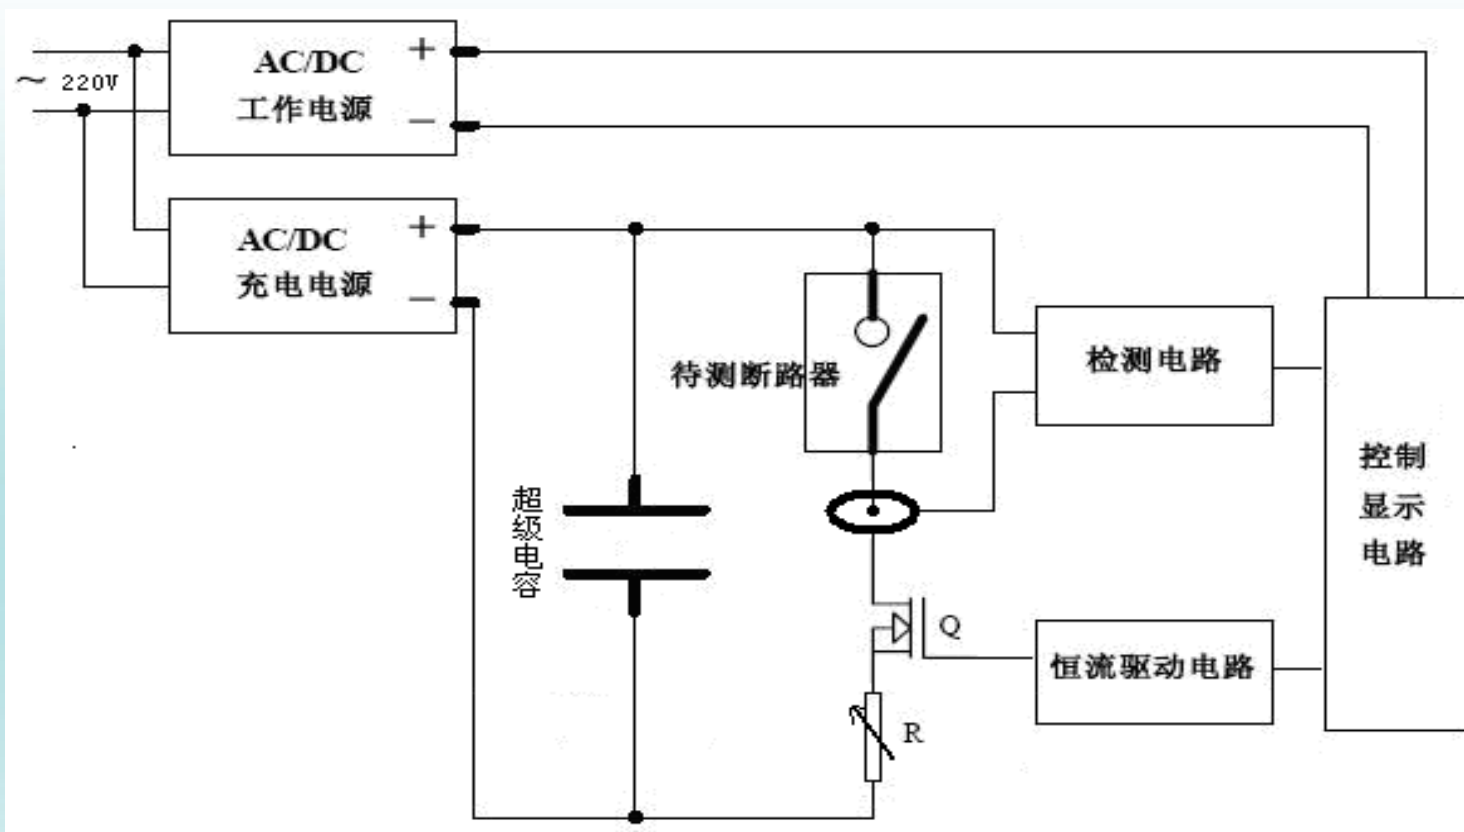 AC/DC
工作电源
+
−
~ 220V
AC/DC
充电电源
+
−
待测断路器
检测电路
超级电容
控制
显示
电路
Q
恒流驱动电路
R